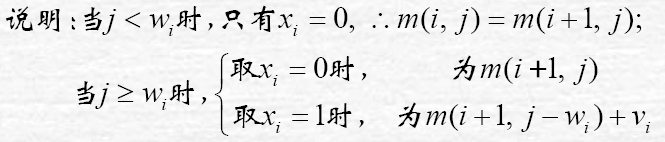 说明：当j < wᵢ时，只有xᵢ = 0，∴ m(i, j) = m(i+1, j);
当j ≥ wᵢ时，{ 取xᵢ = 0时， 为m(i +1, j)
取xᵢ = 1时， 为m(i+1, j−wᵢ)+vᵢ